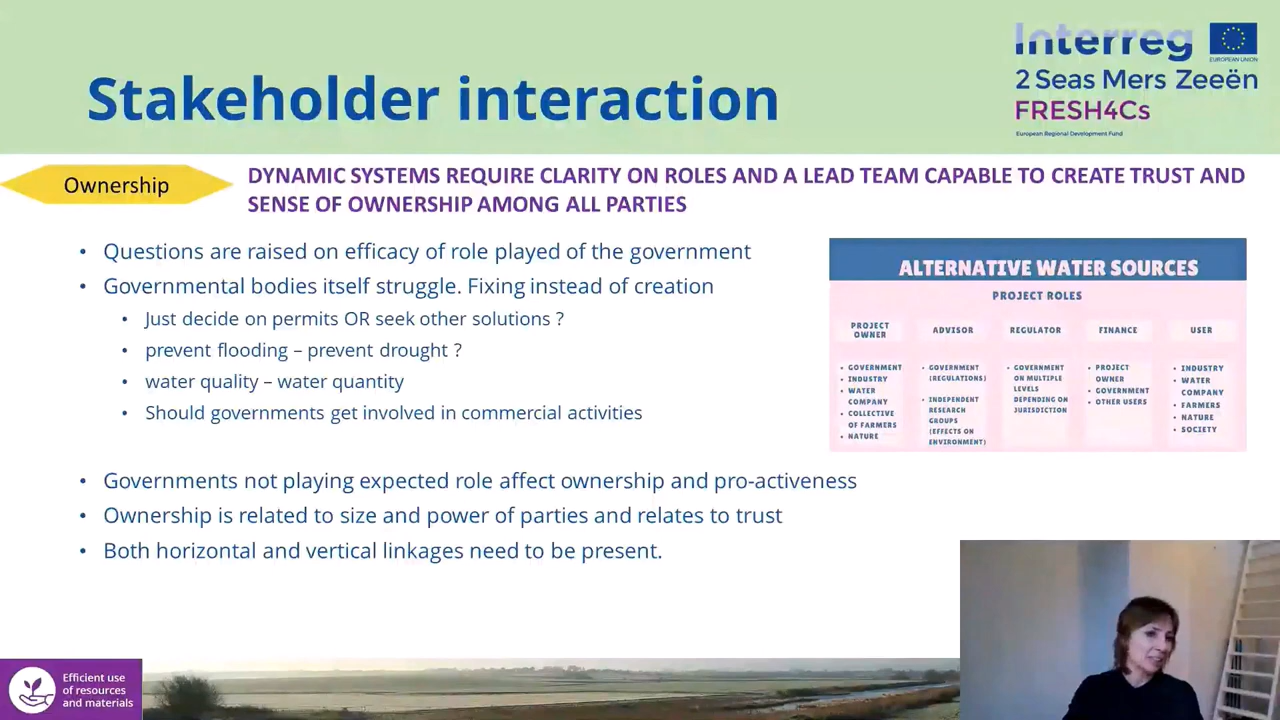 Stakeholder interaction
Interreg
EUROPEAN UNION
2 Seas Mers Zeeën
FRESH4Cs
European Regional Development Fund
Ownership
DYNAMIC SYSTEMS REQUIRE CLARITY ON ROLES AND A LEAD TEAM CAPABLE TO CREATE TRUST AND
SENSE OF OWNERSHIP AMONG ALL PARTIES
• Questions are raised on efficacy of role played of the government
• Governmental bodies itself struggle. Fixing instead of creation
• Just decide on permits OR seek other solutions ?
• prevent flooding – prevent drought ?
• water quality – water quantity
• Should governments get involved in commercial activities
• Governments not playing expected role affect ownership and pro-activeness
• Ownership is related to size and power of parties and relates to trust
• Both horizontal and vertical linkages need to be present.
ALTERNATIVE WATER SOURCES
PROJECT ROLES
PROJECT
OWNER
• GOVERNMENT
• INDUSTRY
• WATER
COMPANY
• COLLECTIVE
OF FARMERS
• NATURE
ADVISOR
• GOVERNMENT
(REGULATIONS)
• INDEPENDENT
RESEARCH
GROUPS
(EFFECTS ON
ENVIRONMENT)
REGULATOR
• GOVERNMENT
ON MULTIPLE
LEVELS
DEPENDING ON
JURISDICTION
FINANCE
• PROJECT
OWNER
• GOVERNMENT
• OTHER USERS
USER
• INDUSTRY
• WATER
COMPANY
• FARMERS
• NATURE
• SOCIETY
Efficient use
of resources
and materials